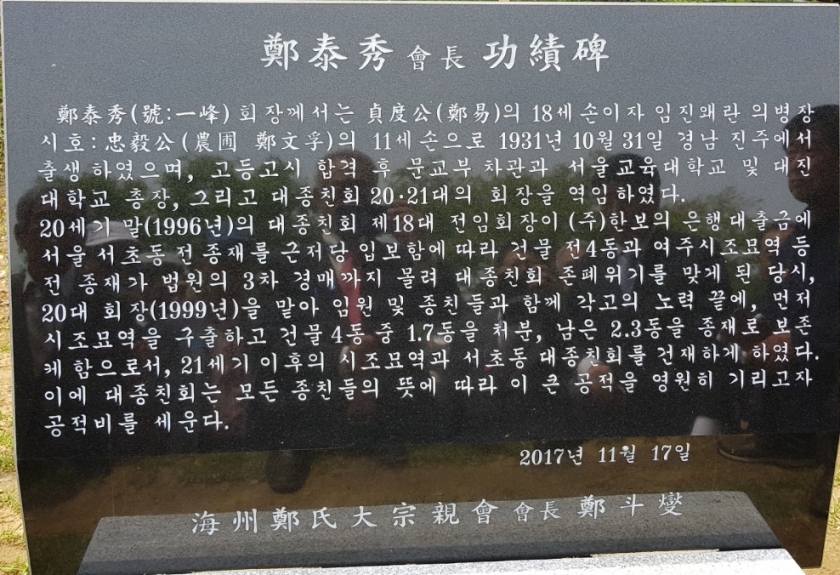 鄭泰秀 會長 功績碑
鄭泰秀(號:一峰) 회장께서는 貞度公(鄭易)의 18세손이자 임진왜란 의병장
시호:忠毅公(農圃 鄭文孚)의 11세손으로 1931년 10월 31일 경남 진주에서
출생하였으며, 고등고시 합격 후 문교부 차관과 서울교육대학교 및 대진
대학교 총장, 그리고 대종친회 20·21대의 회장을 역임하였다.
20세기 말(1996년)의 대종친회 제18대 전임회장이 (주)한보의 은행대출금에
서울 서초동 전 종재를 근저당 입보함에 따라 건물 전4동과 여주시조묘역 등
전 종재가 법원의 3차 경매까지 몰려 대종친회 존폐위기를 맞게 된 당시,
20대 회장(1999년)을 맡아 임원 및 종친들과 함께 각고의 노력 끝에, 먼저
시조묘역을 구출하고 건물 4동 중 1.7동을 처분, 남은 2.3동을 종재로 보존
케 함으로서, 21세기 이후의 시조묘역과 서초동 대종친회를 건재하게 하였다.
이에 대종친회는 모든 종친들의 뜻에 따라 이 큰 공적을 영원히 기리고자
공적비를 세운다.
2017년 11월 17일
海州鄭氏大宗親會 會長 鄭斗燮